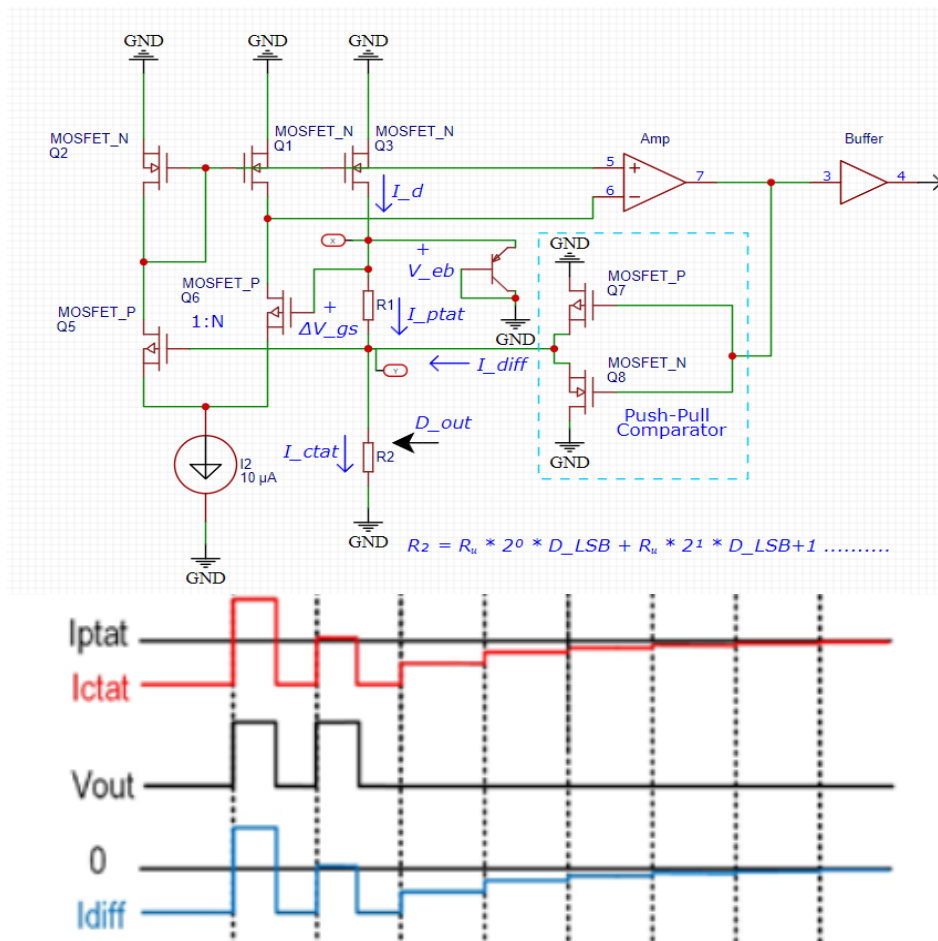 GND
GND
GND
MOSFET_N
Q2
MOSFET_N
Q1
MOSFET_N
Q3
Amp
Buffer
5
+
6
-
7
3
4
I_d
X
+
V_eb
GND
GND
MOSFET_P
Q7
MOSFET_P
Q6
MOSFET_P
Q5
1:N
+
ΔV_gs
R1
I_ptat
I_diff
Y
MOSFET_N
Q8
Push-Pull
Comparator
GND
D_out
I_ctat
R2
I2
10 µA
GND
GND
R₂ = Rᵤ * 2⁰ * D_LSB + Rᵤ * 2¹ * D_LSB+1 ..........
Iptat
Ictat
Vout
0
Idiff